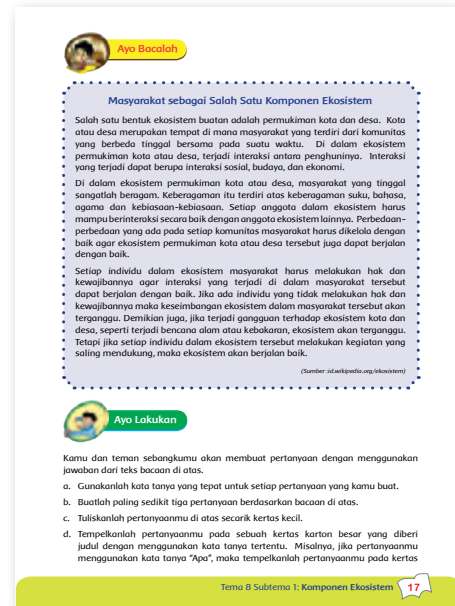 Ayo Bacalah
Masyarakat sebagai Salah Satu Komponen Ekosistem
Salah satu bentuk ekosistem buatan adalah permukiman kota dan desa. Kota
atau desa merupakan tempat di mana masyarakat yang terdiri dari komunitas
yang berbeda tinggal bersama pada suatu waktu. Di dalam ekosistem
permukiman kota atau desa, terjadi interaksi antara penghuninya. Interaksi
yang terjadi dapat berupa interaksi sosial, budaya, dan ekonomi.
Di dalam ekosistem permukiman kota atau desa, masyarakat yang tinggal
sangatlah beragam. Keberagaman itu terdiri atas keberagaman suku, bahasa,
agama dan kebiasaan-kebiasaan. Setiap anggota dalam ekosistem harus
mampu berinteraksi secara baik dengan anggota ekosistem lainnya. Perbedaan-
perbedaan yang ada pada setiap komunitas masyarakat harus dikelola dengan
baik agar ekosistem permukiman kota atau desa tersebut juga dapat berjalan
dengan baik.
Setiap individu dalam ekosistem masyarakat harus melakukan hak dan
kewajibannya agar interaksi yang terjadi di dalam masyarakat tersebut
dapat berjalan dengan baik. Jika ada individu yang tidak melakukan hak dan
kewajibannya maka keseimbangan ekosistem dalam masyarakat tersebut akan
terganggu. Demikian juga, jika terjadi gangguan terhadap ekosistem kota dan
desa, seperti terjadi bencana alam atau kebakaran, ekosistem akan terganggu.
Tetapi jika setiap individu dalam ekosistem tersebut melakukan kegiatan yang
saling mendukung, maka ekosistem akan berjalan baik.
(Sumber :id.wikipedia.org/ekosistem)
Ayo Lakukan
Kamu dan teman sebangkumu akan membuat pertanyaan dengan menggunakan
jawaban dari teks bacaan di atas.
a. Gunakanlah kata tanya yang tepat untuk setiap pertanyaan yang kamu buat.
b. Buatlah paling sedikit tiga pertanyaan berdasarkan bacaan di atas.
c. Tuliskanlah pertanyaanmu di atas secarik kertas kecil.
d. Tempelkanlah pertanyaanmu pada sebuah kertas karton besar yang diberi
judul dengan menggunakan kata tanya tertentu. Misalnya, jika pertanyaanmu
menggunakan kata tanya "Apa", maka tempelkanlah pertanyaanmu pada kertas
Tema 8 Subtema 1: Komponen Ekosistem 17